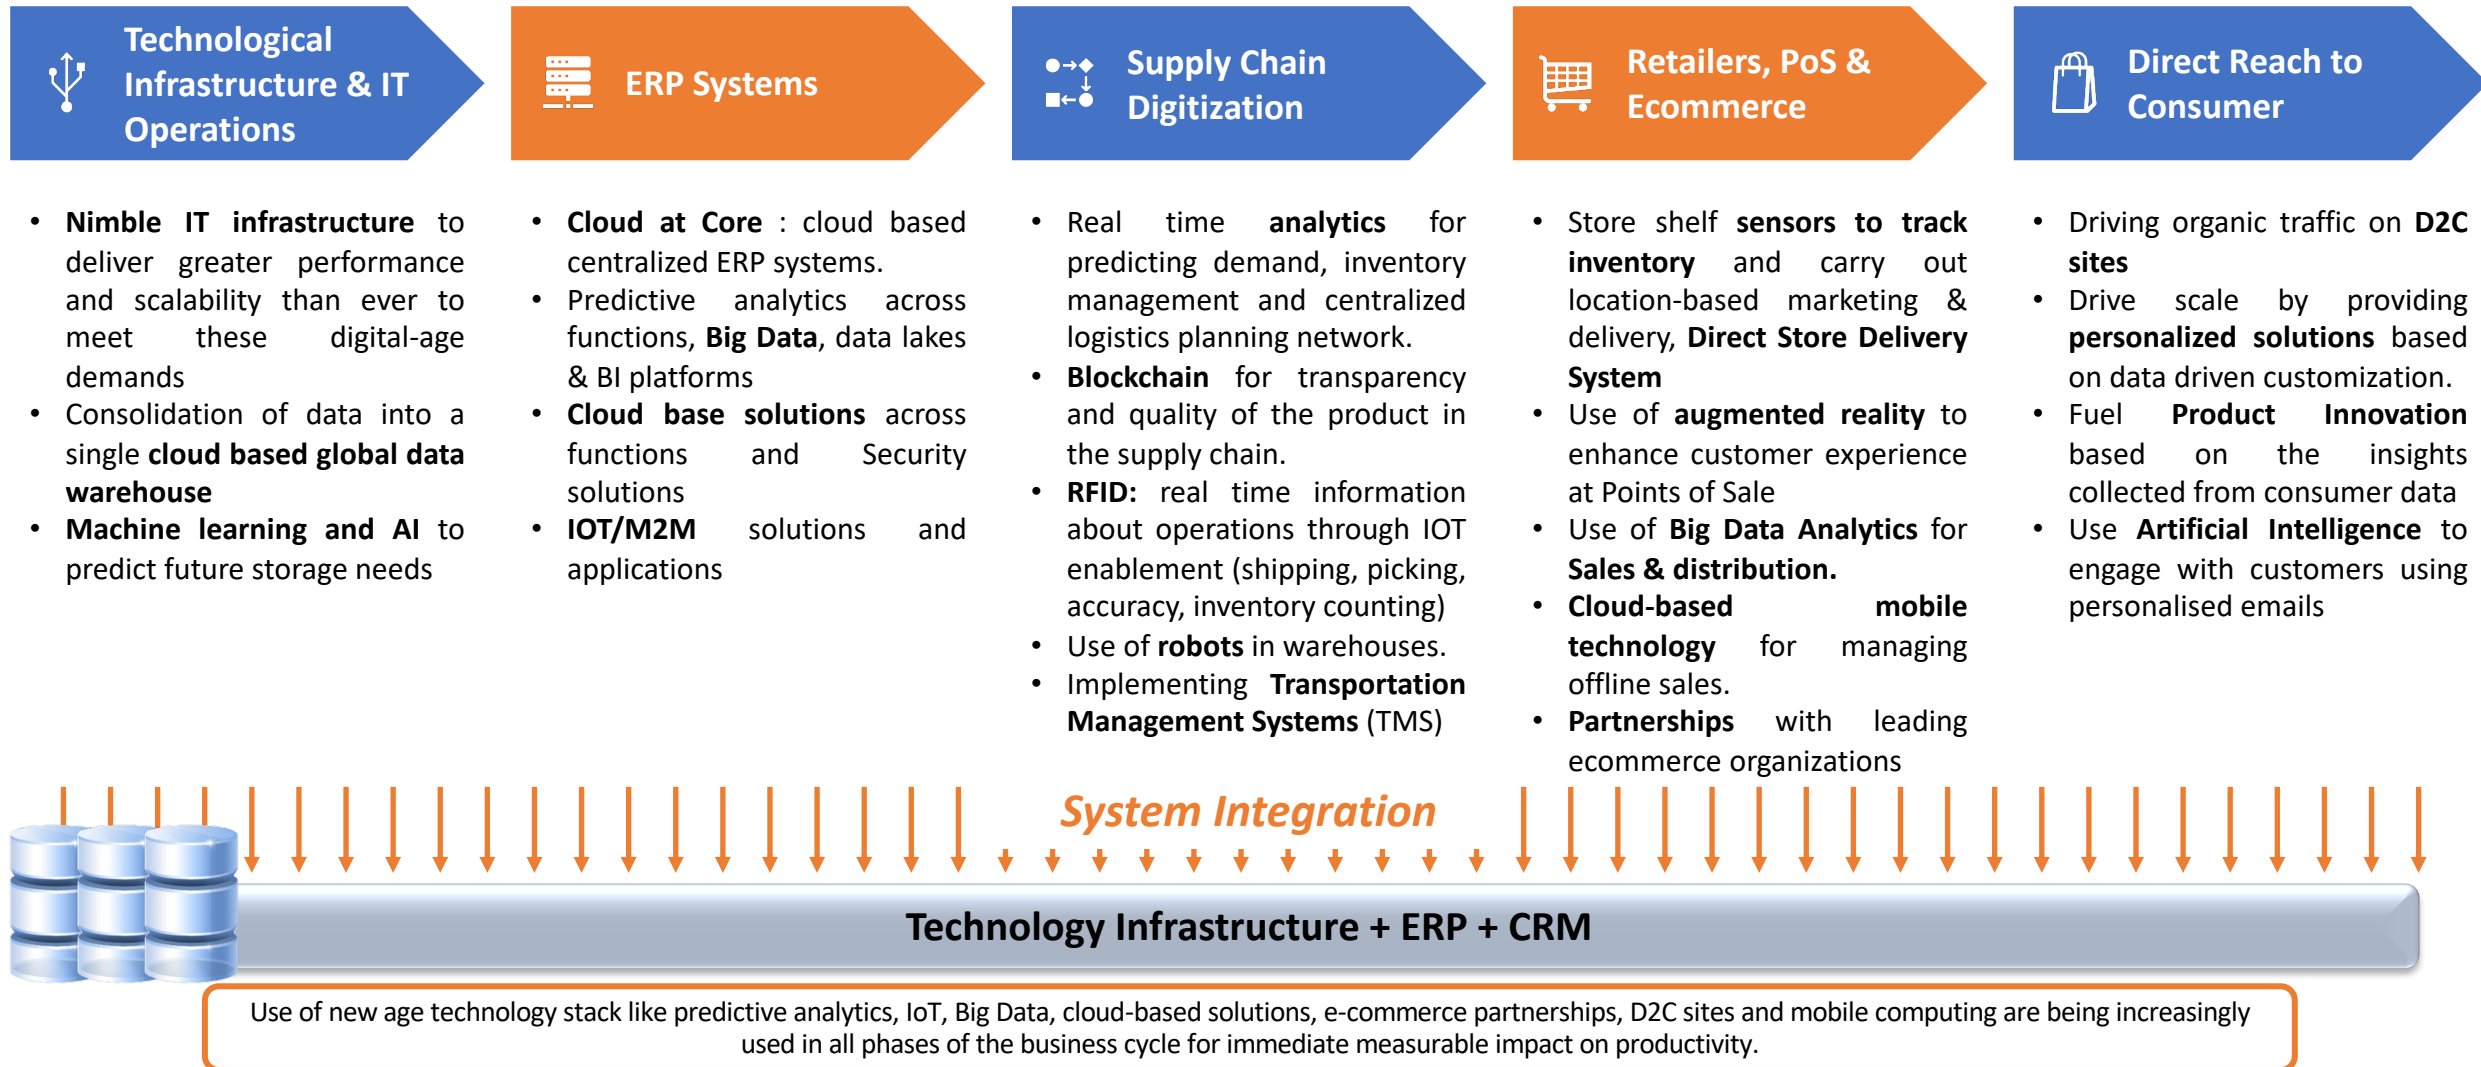 Technological
Infrastructure & IT
Operations
ERP Systems
Supply Chain
Digitization
Retailers, PoS &
Ecommerce
Direct Reach to
Consumer
• Nimble IT infrastructure to
deliver greater performance
and scalability than ever to
meet these digital-age
demands
• Consolidation of data into a
single cloud based global data
warehouse
• Machine learning and AI to
predict future storage needs
• Cloud at Core : cloud based
centralized ERP systems.
• Predictive analytics across
functions, Big Data, data lakes
& BI platforms
• Cloud base solutions across
functions and Security
solutions
• IOT/M2M solutions and
applications
• Real time analytics for
predicting demand, inventory
management and centralized
logistics planning network.
• Blockchain for transparency
and quality of the product in
the supply chain.
• RFID: real time information
about operations through IOT
enablement (shipping, picking,
accuracy, inventory counting)
• Use of robots in warehouses.
• Implementing Transportation
Management Systems (TMS)
• Store shelf sensors to track
inventory and carry out
location-based marketing &
delivery, Direct Store Delivery
System
• Use of augmented reality to
enhance customer experience
at Points of Sale
• Use of Big Data Analytics for
Sales & distribution.
• Cloud-based mobile
technology for managing
offline sales.
• Partnerships with leading
ecommerce organizations
• Driving organic traffic on D2C
sites
• Drive scale by providing
personalized solutions based
on data driven customization.
• Fuel Product Innovation
based on the insights
collected from consumer data
• Use Artificial Intelligence to
engage with customers using
personalised emails
System Integration
Technology Infrastructure + ERP + CRM
Use of new age technology stack like predictive analytics, IoT, Big Data, cloud-based solutions, e-commerce partnerships, D2C sites and mobile computing are being increasingly
used in all phases of the business cycle for immediate measurable impact on productivity.